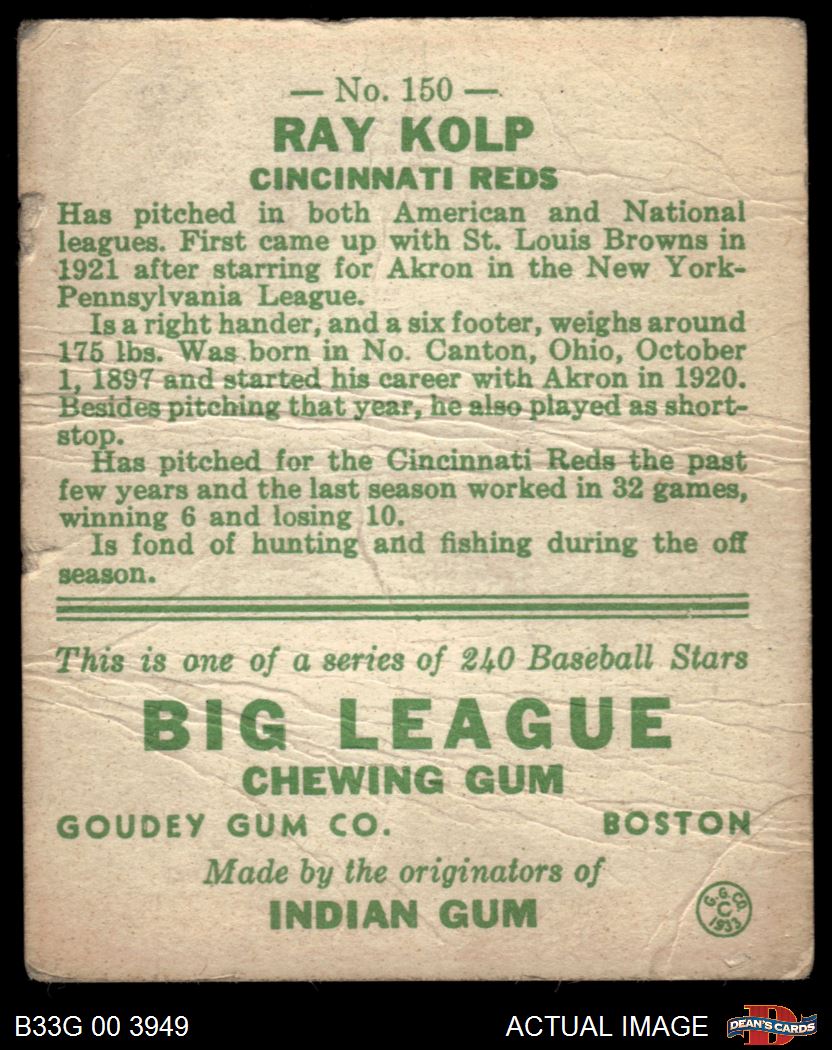 — No. 150 —
RAY KOLP
CINCINNATI REDS
Has pitched in both American and National
leagues. First came up with St. Louis Browns in
1921 after starring for Akron in the New York-
Pennsylvania League.
Is a right hander, and a six footer, weighs around
175 lbs. Was born in No. Canton, Ohio, October
1, 1897 and started his career with Akron in 1920.
Besides pitching that year, he also played as short-
stop.
Has pitched for the Cincinnati Reds the past
few years and the last season worked in 32 games,
winning 6 and losing 10.
Is fond of hunting and fishing during the off
season.
This is one of a series of 240 Baseball Stars
BIG LEAGUE
CHEWING GUM
GOUDEY GUM CO. BOSTON
Made by the originators of
INDIAN GUM
G. G. CO.
C
1933
B33G 00 3949
ACTUAL IMAGE
D
DEAN'S CARDS